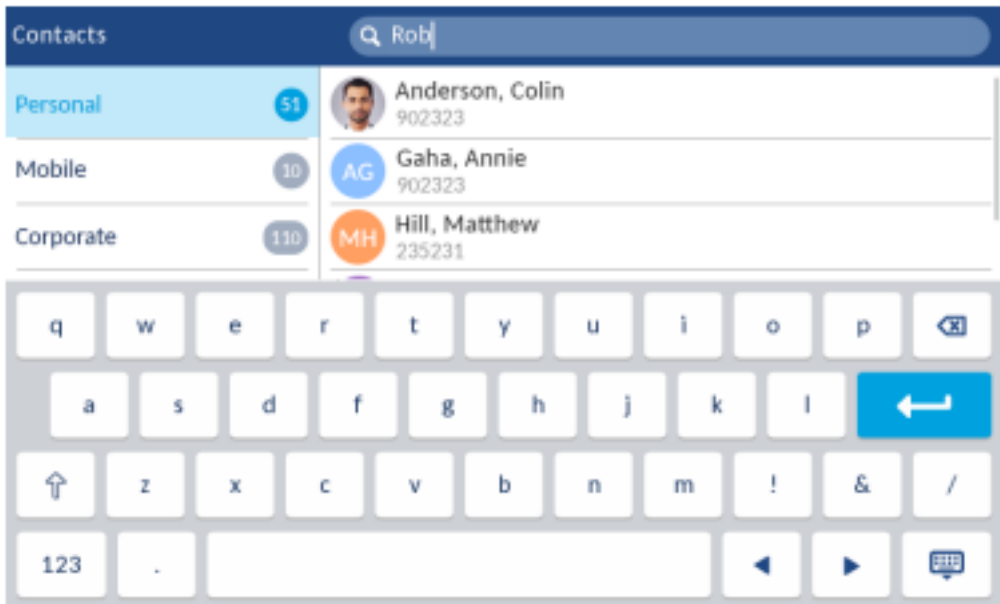 Contacts
Rob
Personal 51
Mobile 10
Corporate 110
Anderson, Colin
902323
AG
Gaha, Annie
902323
MH
Hill, Matthew
235231
q w e r t y u i o p
a s d f g h j k l
z x c v b n m ! & /
123 .